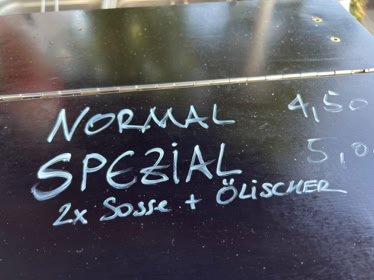 NORMAL 4,50
SPEZiAL 5,0
2x SOSSE + ÖLISCHER